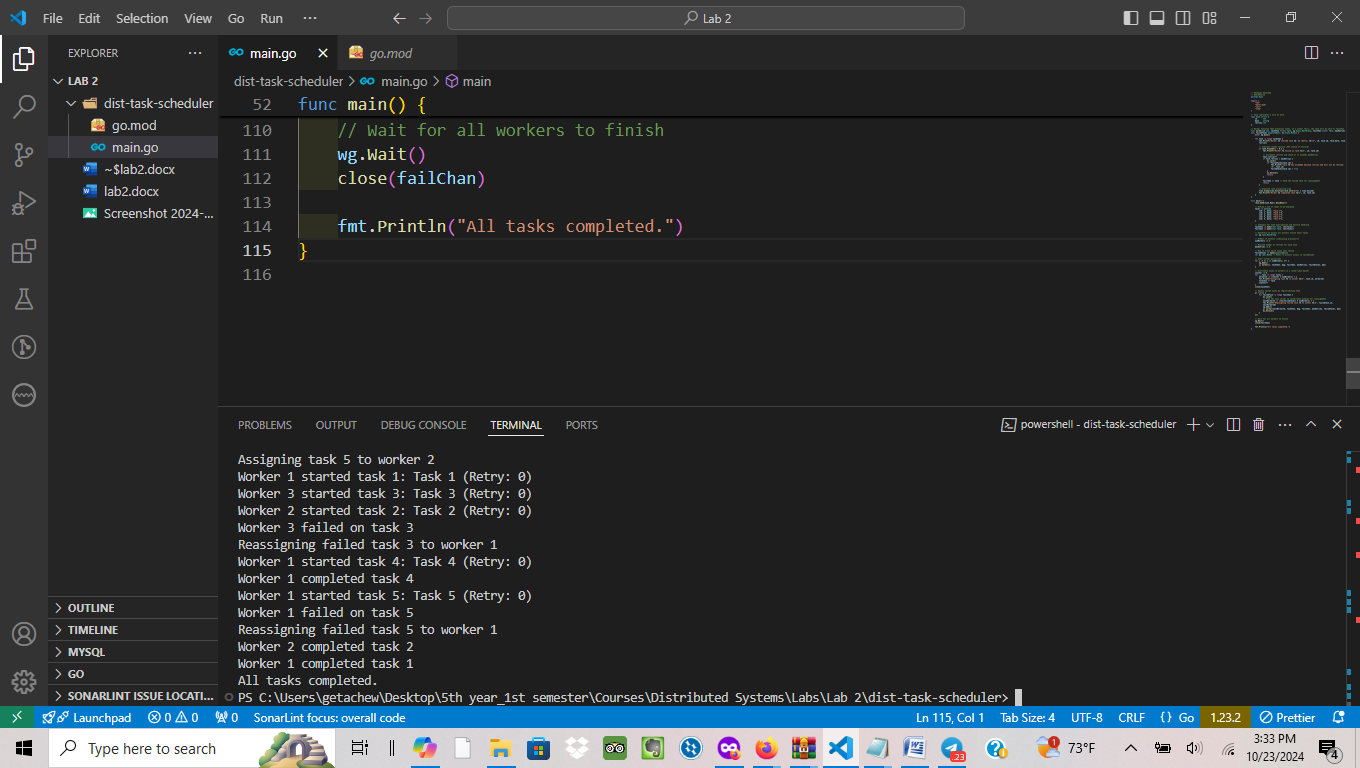 File Edit Selection View Go Run ···
Lab 2
EXPLORER ···
LAB 2
dist-task-scheduler
go.mod
main.go
~$lab2.docx
lab2.docx
Screenshot 2024-...
OUTLINE
TIMELINE
MYSQL
GO
SONARLINT ISSUE LOCATI...
main.go
go.mod
dist-task-scheduler > main.go > main
52 func main() {
110 // Wait for all workers to finish
111 wg.Wait()
112 close(failChan)
113
114 fmt.Println("All tasks completed.")
115 }
116
PROBLEMS OUTPUT DEBUG CONSOLE TERMINAL PORTS
powershell - dist-task-scheduler
Assigning task 5 to worker 2
Worker 1 started task 1: Task 1 (Retry: 0)
Worker 3 started task 3: Task 3 (Retry: 0)
Worker 2 started task 2: Task 2 (Retry: 0)
Worker 3 failed on task 3
Reassigning failed task 3 to worker 1
Worker 1 started task 4: Task 4 (Retry: 0)
Worker 1 completed task 4
Worker 1 started task 5: Task 5 (Retry: 0)
Worker 1 failed on task 5
Reassigning failed task 5 to worker 1
Worker 2 completed task 2
Worker 1 completed task 1
All tasks completed.
PS C:\Users\getachew\Desktop\5th year_1st semester\Courses\Distributed Systems\Labs\Lab 2\dist-task-scheduler>
Launchpad 0 0 0 SonarLint focus: overall code Ln 115, Col 1 Tab Size: 4 UTF-8 CRLF {} Go 1.23.2 Prettier
Type here to search
.23
1
73°F
3:33 PM
10/23/2024
4